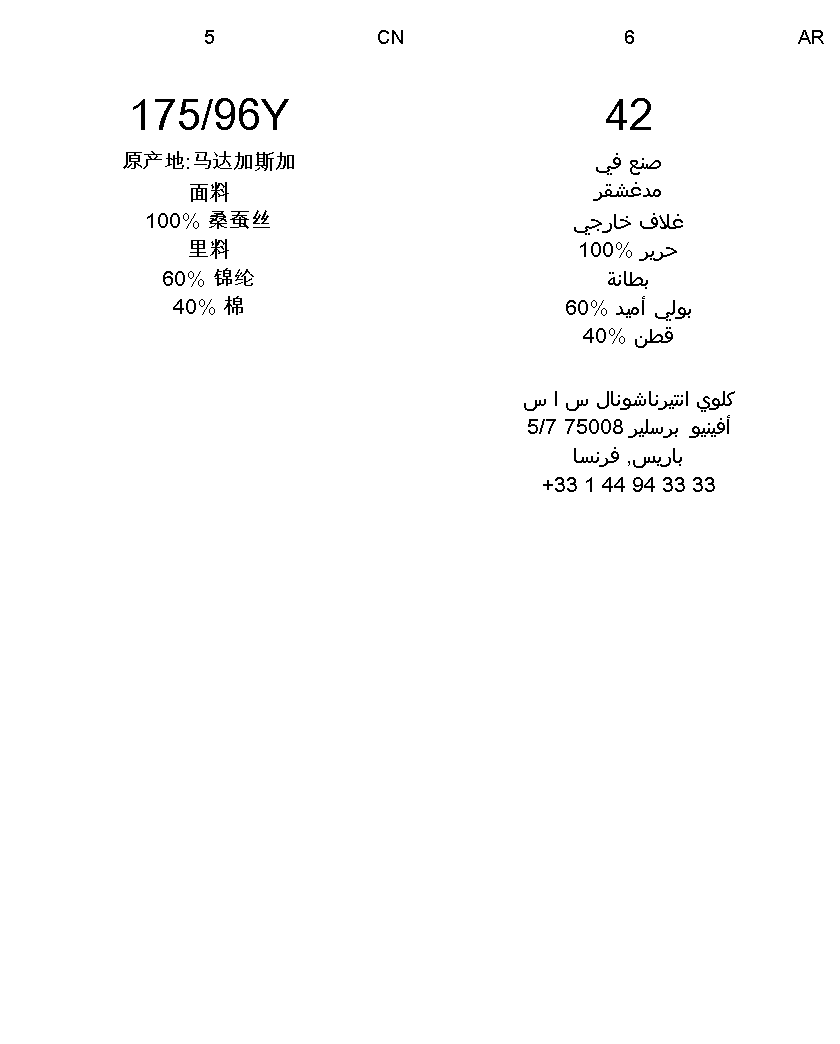 5 CN
175/96Y
原产地:马达加斯加
面料
100% 桑蚕丝
里料
60% 锦纶
40% 棉
6 AR
42
صنع في
مدغشقر
غلاف خارجي
حرير 100%
بطانة
بولي أميد 60%
قطن 40%
كلوي انتيرناشونال س ا س
أفينيو برسلير 75008 5/7
باريس, فرنسا
+33 1 44 94 33 33